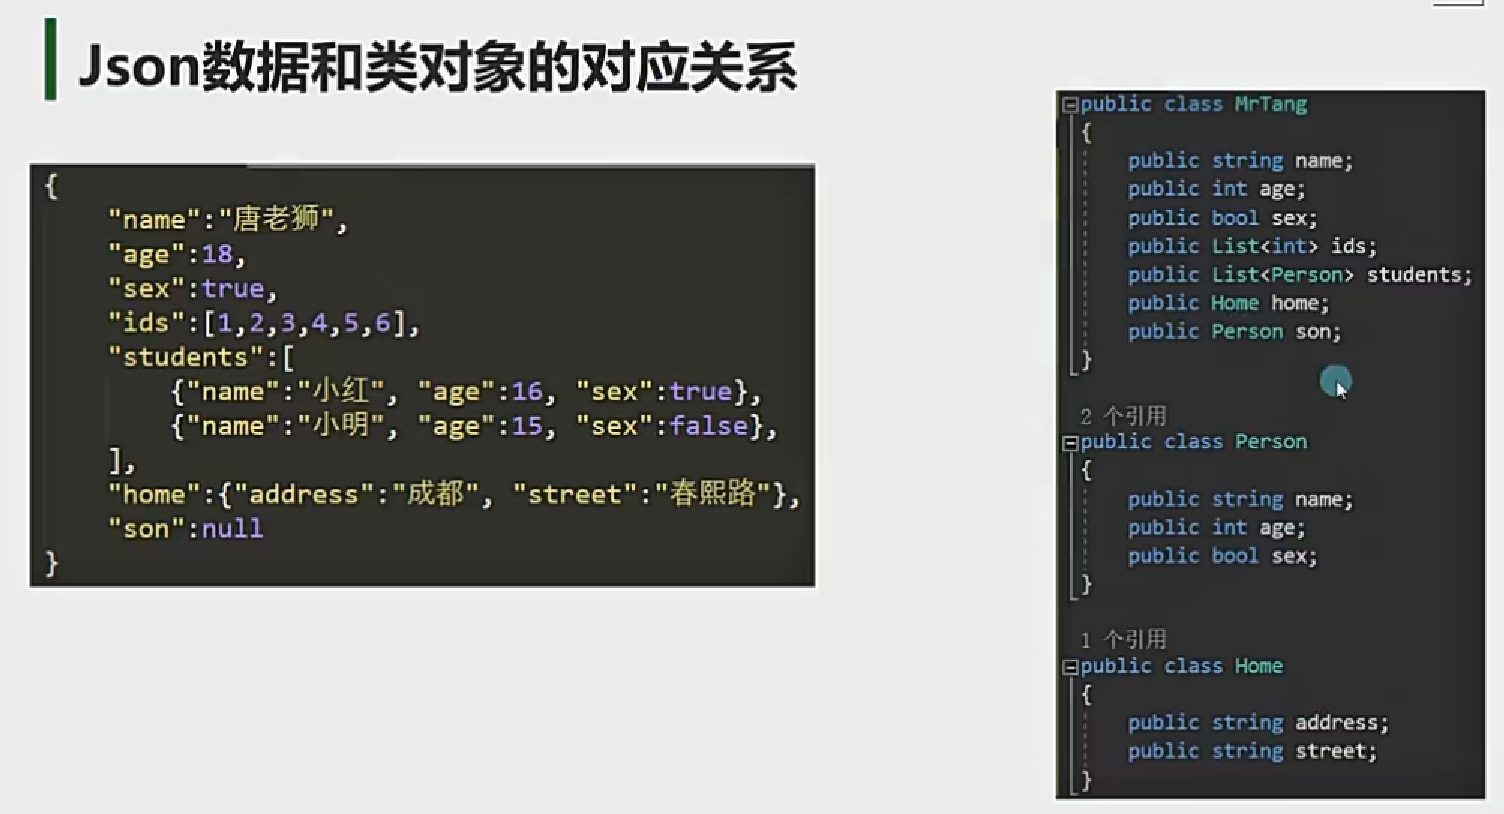 Json数据和类对象的对应关系
{
"name":"唐老狮",
"age":18,
"sex":true,
"ids":[1,2,3,4,5,6],
"students":[
{"name":"小红", "age":16, "sex":true},
{"name":"小明", "age":15, "sex":false},
],
"home":{"address":"成都", "street":"春熙路"},
"son":null
}
public class MrTang
{
public string name;
public int age;
public bool sex;
public List<int> ids;
public List<Person> students;
public Home home;
public Person son;
}
2 个引用
public class Person
{
public string name;
public int age;
public bool sex;
}
1 个引用
public class Home
{
public string address;
public string street;
}